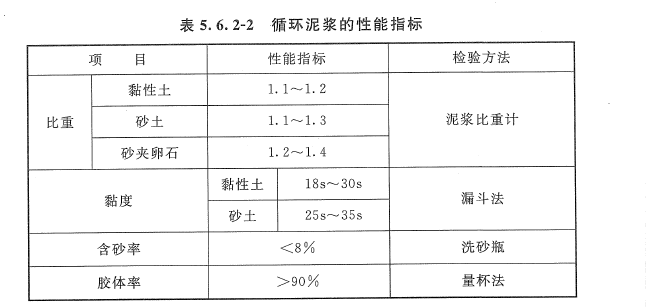 表5.6.2-2 循环泥浆的性能指标
项 目 性能指标 检验方法
比重 黏性土 1.1～1.2 泥浆比重计
砂土 1.1～1.3
砂夹卵石 1.2～1.4
黏度 黏性土 18s～30s 漏斗法
砂土 25s～35s
含砂率 <8% 洗砂瓶
胶体率 >90% 量杯法